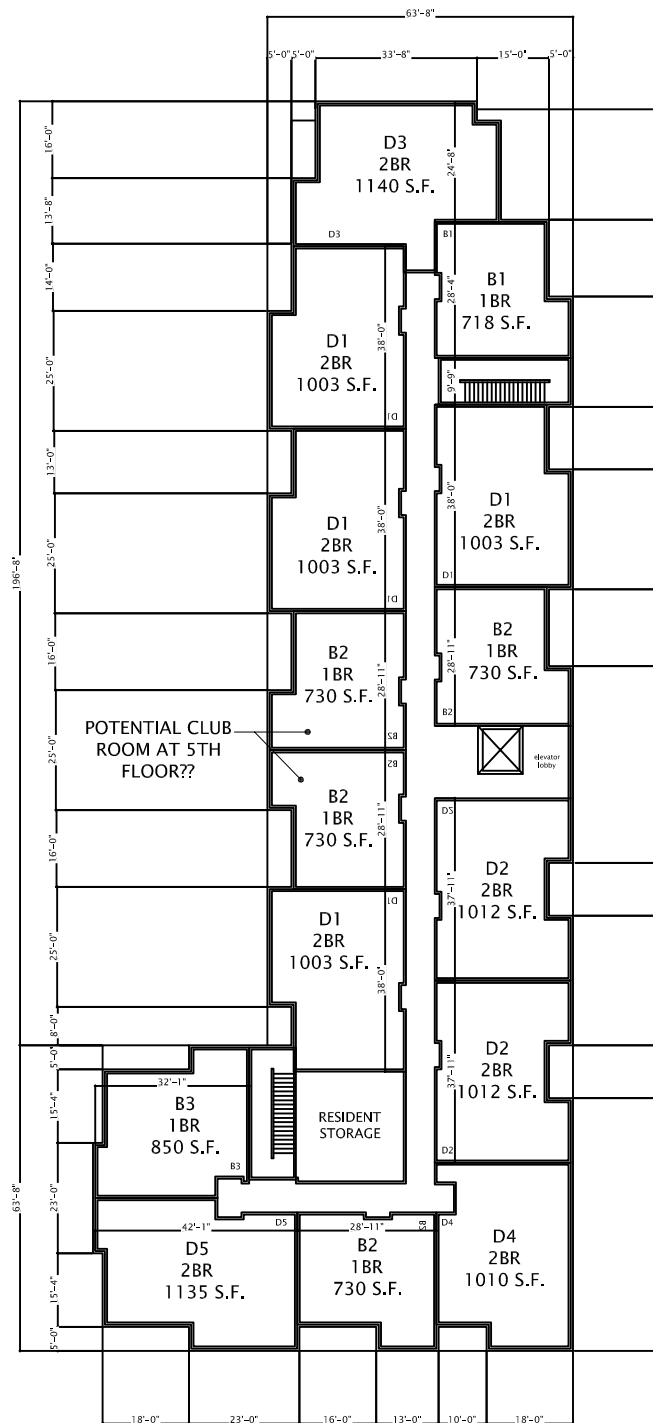 63'-8"
5'-0"
5'-0"
33'-8"
15'-0"
5'-0"
16'-0"
13'-8"
14'-0"
25'-0"
13'-0"
25'-0"
16'-0"
25'-0"
16'-0"
25'-0"
8'-0"
196'-8"
D3
2BR
1140 S.F.
24'-8"
D3
B1
B1
1BR
718 S.F.
28'-4"
9'-9"
D1
2BR
1003 S.F.
38'-0"
D1
D1
2BR
1003 S.F.
38'-0"
D1
D1
2BR
1003 S.F.
38'-0"
D1
B2
1BR
730 S.F.
28'-11"
B2
B2
1BR
730 S.F.
28'-11"
B2
POTENTIAL CLUB
ROOM AT 5TH
FLOOR??
elevator
lobby
B2
B2
1BR
730 S.F.
28'-11"
D2
D2
2BR
1012 S.F.
37'-11"
D1
D1
2BR
1003 S.F.
38'-0"
D2
2BR
1012 S.F.
37'-11"
D2
5'-0"
15'-4"
23'-0"
15'-4"
5'-0"
63'-8"
32'-1"
B3
1BR
850 S.F.
B3
RESIDENT
STORAGE
42'-1"
D5
D5
2BR
1135 S.F.
28'-11"
B2
B2
1BR
730 S.F.
D4
D4
2BR
1010 S.F.
18'-0"
23'-0"
16'-0"
13'-0"
10'-0"
18'-0"